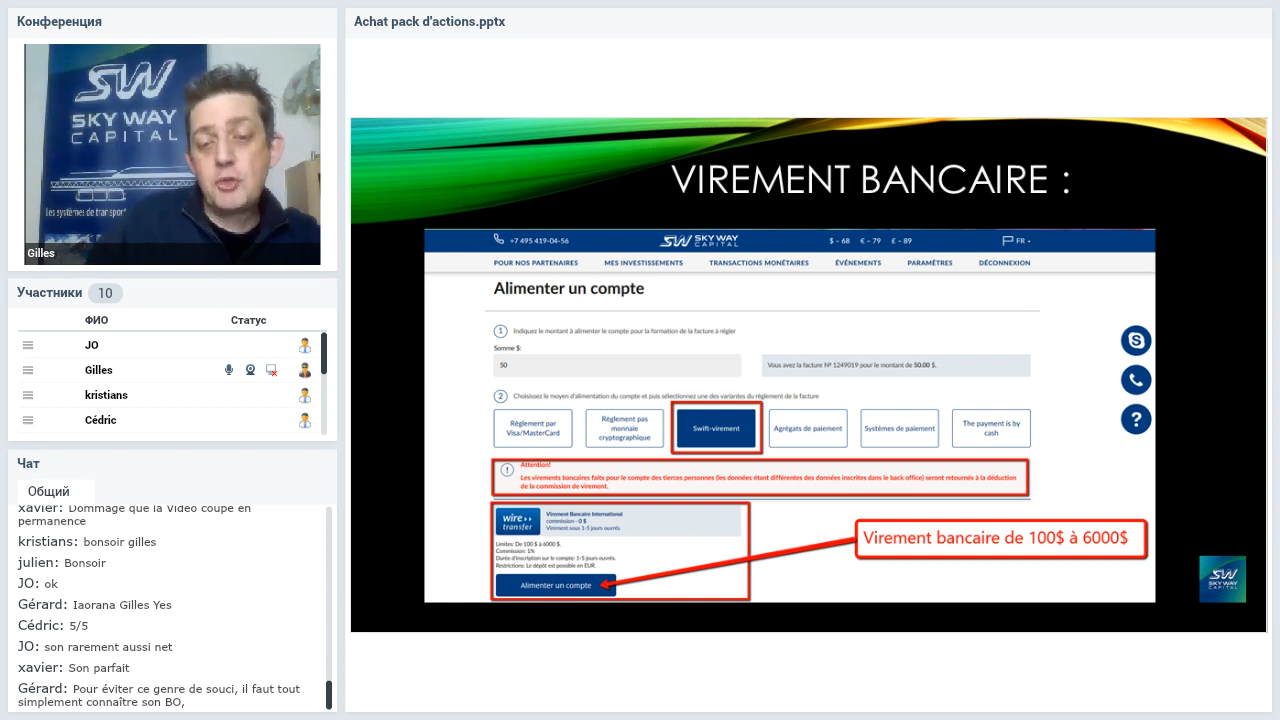 Конференция
SW
SKY WAY
CAPITAL
Les systèmes de transpor
Gilles
Участники 10
ФИО Статус
JO
Gilles
kristians
Cédric
Чат
Общий
xavier: Dommage que la vidéo coupe en
permanence
kristians: bonsoir gilles
julien: Bonsoir
JO: ok
Gérard: Iaorana Gilles Yes
Cédric: 5/5
JO: son rarement aussi net
xavier: Son parfait
Gérard: Pour éviter ce genre de souci, il faut tout
simplement connaître son BO,
Achat pack d'actions.pptx
VIREMENT BANCAIRE :
+7 495 419-04-56 SW SKY WAY CAPITAL $ – 68 € – 79 £ – 89 FR
POUR NOS PARTENAIRES MES INVESTISSEMENTS TRANSACTIONS MONÉTAIRES ÉVÉNEMENTS PARAMÈTRES DÉCONNEXION
Alimenter un compte
1 Indiquez le montant à alimenter le compte pour la formation de la facture à régler
Somme $:
50 Vous avez la facture № 1249019 pour le montant de 50.00 $.
2 Choisissez le moyen d'alimentation du compte et puis sélectionnez une des variantes du règlement de la facture
Règlement par
Visa/MasterCard
Règlement pas
monnaie
cryptographique
Swift-virement
Agrégats de paiement
Systèmes de paiement
The payment is by
cash
Attention!
Les virements bancaires faits pour le compte des tierces personnes (les données étant différentes des données inscrites dans le back office) seront retournés à la déduction
de la commission de virement.
wire
transfer
Virement Bancaire International
commission - 0 $
Virement sous 1-5 jours ouvrés
Limites: De 100 $ à 6000 $.
Commission: 1%
Durée d'inscription sur le compte: 1-5 jours ouvrés.
Restrictions: Le dépôt est possible en EUR.
Alimenter un compte
Virement bancaire de 100$ à 6000$
SW
SKY WAY
CAPITAL